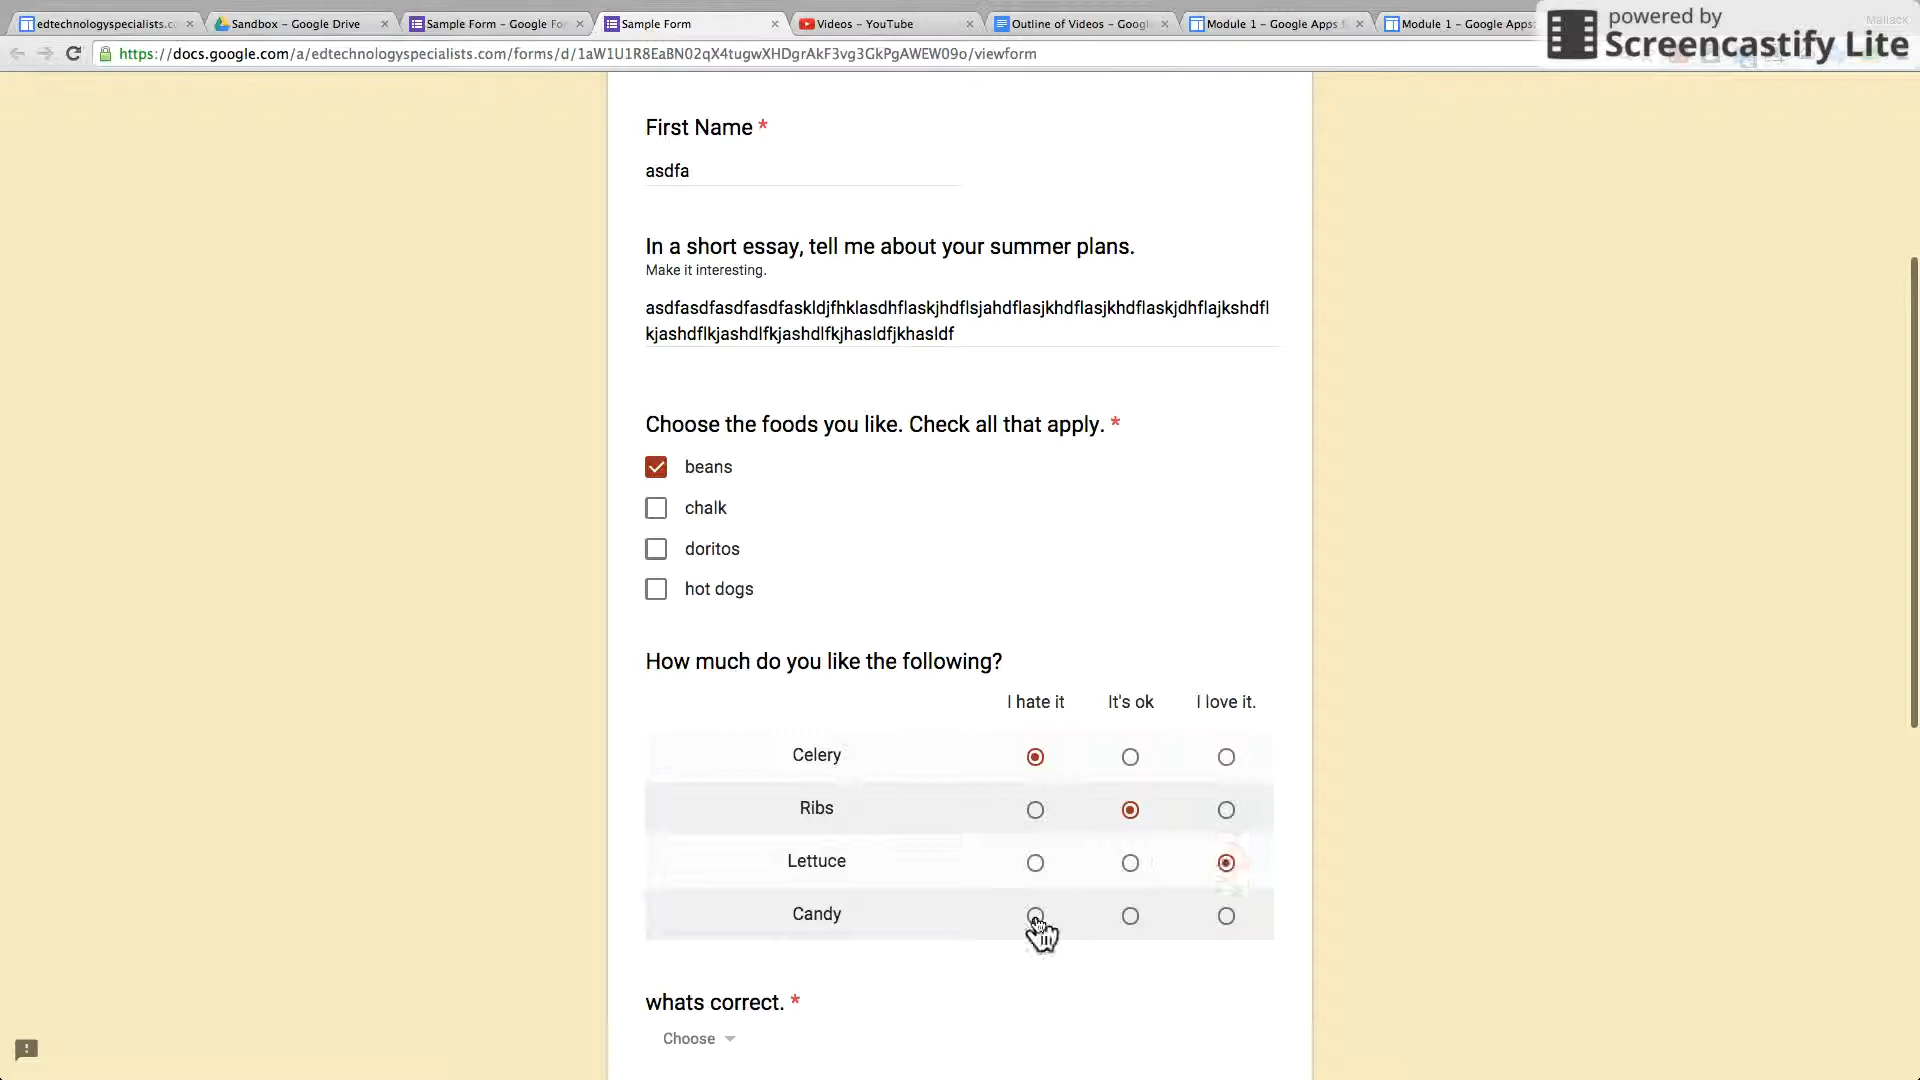 edtechnologyspecialists.c
Sandbox – Google Drive
Sample Form – Google Fo
Sample Form
Videos – YouTube
Outline of Videos – Goog
Module 1 – Google Apps f
Module 1 – Google Apps
Mallack
powered by
Screencastify Lite
https://docs.google.com/a/edtechnologyspecialists.com/forms/d/1aW1U1R8EaBN02qX4tugwXHDgrAkF3vg3GkPgAWEW09o/viewform
First Name *
asdfa
In a short essay, tell me about your summer plans.
Make it interesting.
asdfasdfasdfasdfaskldjfhklasdhflaskjhdflsjahdflasjkhdflasjkhdflaskjdhflajkshdfl
kjashdflkjashdlfkjashdlfkjhasldfjkhasldf
Choose the foods you like. Check all that apply. *
beans
chalk
doritos
hot dogs
How much do you like the following?
I hate it It's ok I love it.
Celery
Ribs
Lettuce
Candy
whats correct. *
Choose